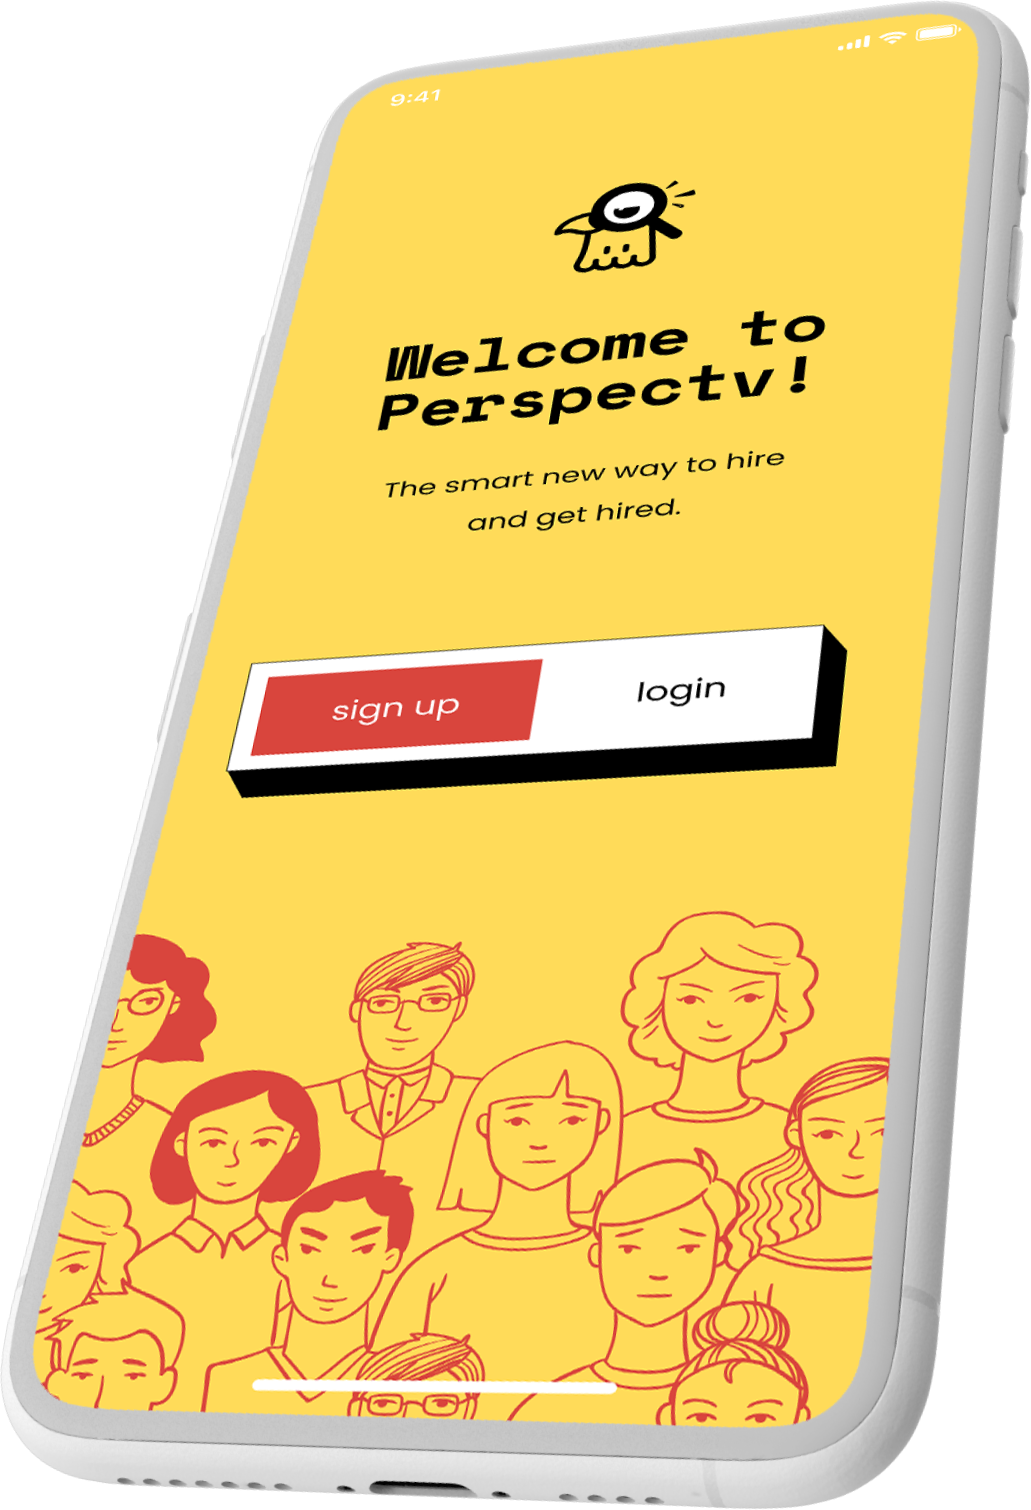 9:41
Welcome to
Perspectv!
The smart new way to hire
and get hired.
sign up
login